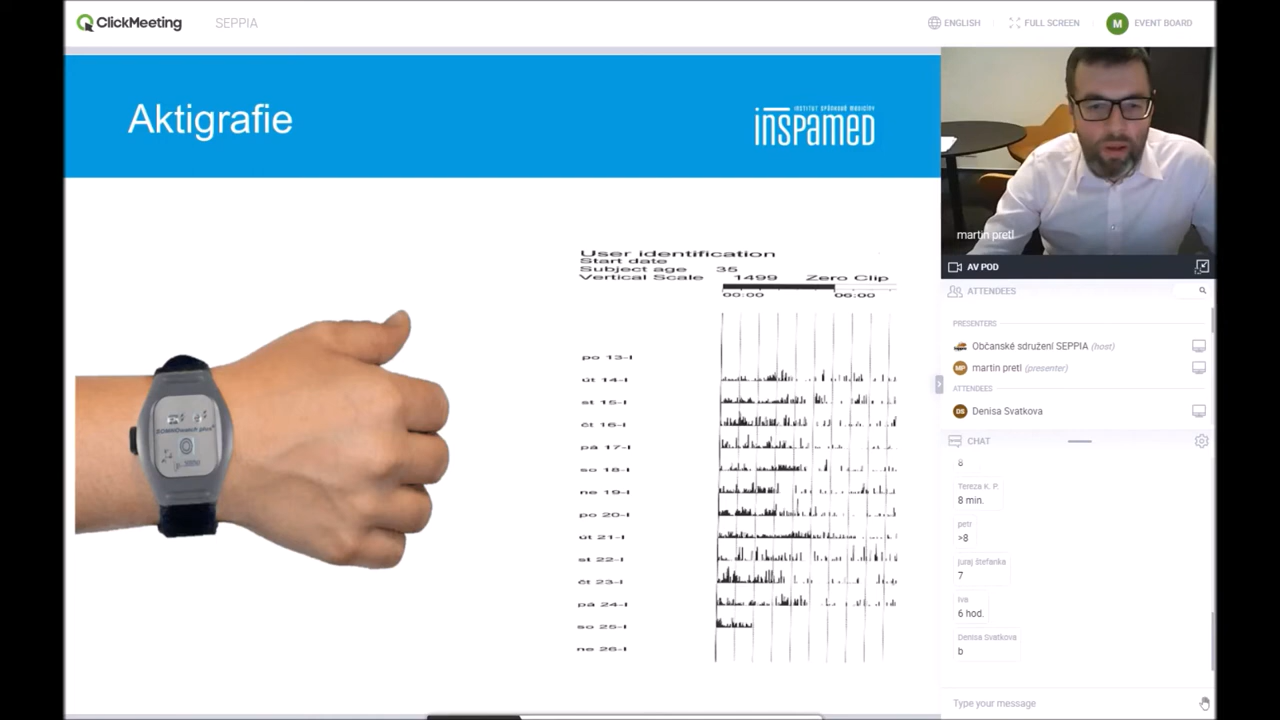 ClickMeeting
SEPPIA
ENGLISH
FULL SCREEN
M
EVENT BOARD
Aktigrafie
INSTITUT SPÁNKOVÉ MEDICÍNY
inspamed
User identification
Start date
Subject age 35
Vertical Scale 1499 Zero Clip
00:00 06:00
po 13-I
út 14-I
st 15-I
čt 16-I
pá 17-I
so 18-I
ne 19-I
po 20-I
út 21-I
st 22-I
čt 23-I
pá 24-I
so 25-I
ne 26-I
SOMNOwatch plus
martin pretl
AV POD
ATTENDEES
PRESENTERS
Občanské sdružení SEPPIA (host)
MP
martin pretl (presenter)
ATTENDEES
DS
Denisa Svatkova
CHAT
8
Tereza K. P.
8 min.
petr
>8
juraj štefanka
7
Iva
6 hod.
Denisa Svatkova
b
Type your message